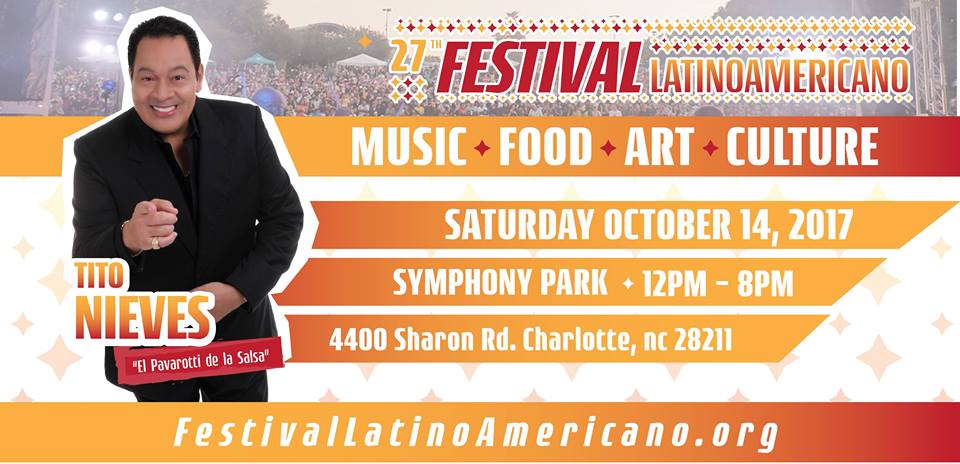 27TH FESTIVAL LATINOAMERICANO
MUSIC ✦ FOOD ✦ ART ✦ CULTURE
SATURDAY OCTOBER 14, 2017
SYMPHONY PARK ✦ 12PM - 8PM
4400 Sharon Rd. Charlotte, nc 28211
TITO
NIEVES
"El Pavarotti de la Salsa"
FestivalLatinoAmericano.org